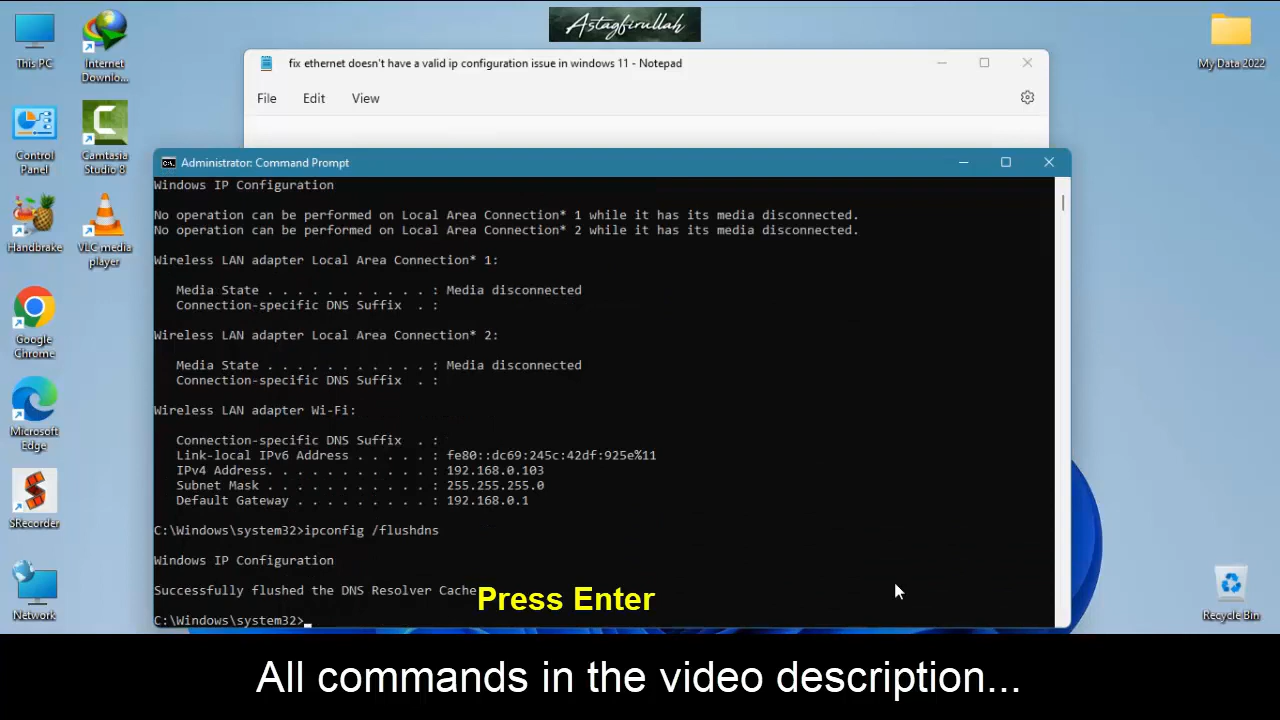 Astagfirullah
This PC
Internet
Downlo...
My Data 2022
fix ethernet doesn't have a valid ip configuration issue in windows 11 - Notepad
File Edit View
Control
Panel
Camtasia
Studio 8
Administrator: Command Prompt
Windows IP Configuration
No operation can be performed on Local Area Connection* 1 while it has its media disconnected.
No operation can be performed on Local Area Connection* 2 while it has its media disconnected.
Handbrake
VLC media
player
Wireless LAN adapter Local Area Connection* 1:
Media State . . . . . . . . . . . : Media disconnected
Connection-specific DNS Suffix . :
Google
Chrome
Wireless LAN adapter Local Area Connection* 2:
Media State . . . . . . . . . . . : Media disconnected
Connection-specific DNS Suffix . :
Microsoft
Edge
Wireless LAN adapter Wi-Fi:
Connection-specific DNS Suffix . :
Link-local IPv6 Address . . . . . : fe80::dc69:245c:42df:925e%11
IPv4 Address. . . . . . . . . . . : 192.168.0.103
Subnet Mask . . . . . . . . . . . : 255.255.255.0
Default Gateway . . . . . . . . . : 192.168.0.1
SRecorder
C:\Windows\system32>ipconfig /flushdns
Windows IP Configuration
Successfully flushed the DNS Resolver Cache
Press Enter
C:\Windows\system32>
Network
Recycle Bin
All commands in the video description...